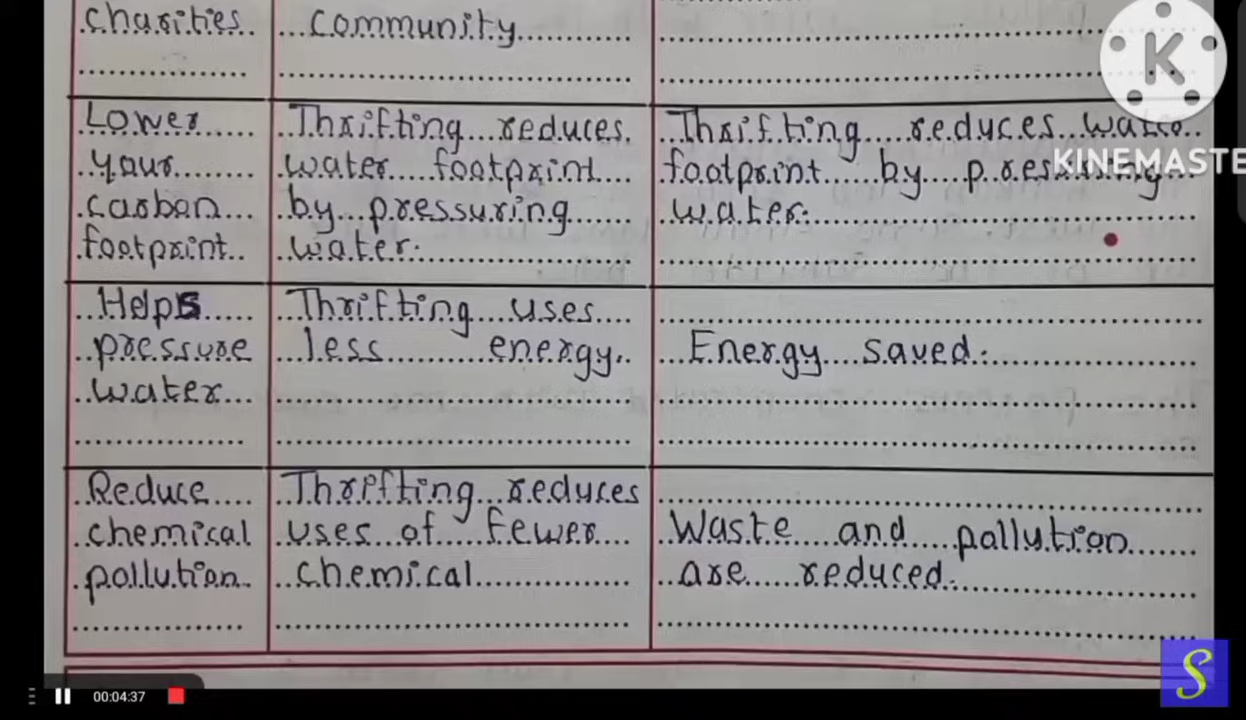 charities community
Lower Thrifting reduces Thrifting reduces water
your water footprint footprint by pressuring
carbon by pressuring water.
footprint water.
Helps Thrifting uses
pressure less energy. Energy saved.
water
Reduce Thrifting reduces
chemical uses of fewer Waste and pollution
pollution chemical are reduced.
K
KINEMASTE
S
00:04:37